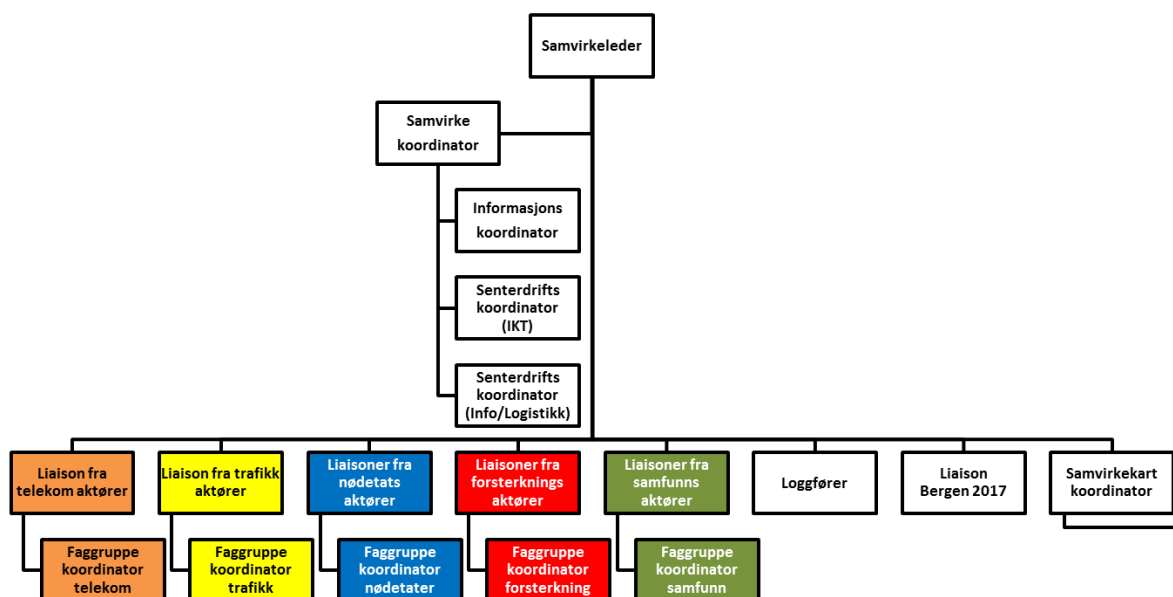 Samvirkeleder
Samvirke
koordinator
Informasjons
koordinator
Senterdrifts
koordinator
(IKT)
Senterdrifts
koordinator
(Info/Logistikk)
Liaison fra
telekom aktører
Liaison fra trafikk
aktører
Liaisoner fra
nødetats
aktører
Liaisoner fra
forsterknings
aktører
Liaisoner fra
samfunns
aktører
Loggfører
Liaison
Bergen 2017
Samvirkekart
koordinator
Faggruppe
koordinator
telekom
Faggruppe
koordinator
trafikk
Faggruppe
koordinator
nødetater
Faggruppe
koordinator
forsterkning
Faggruppe
koordinator
samfunn